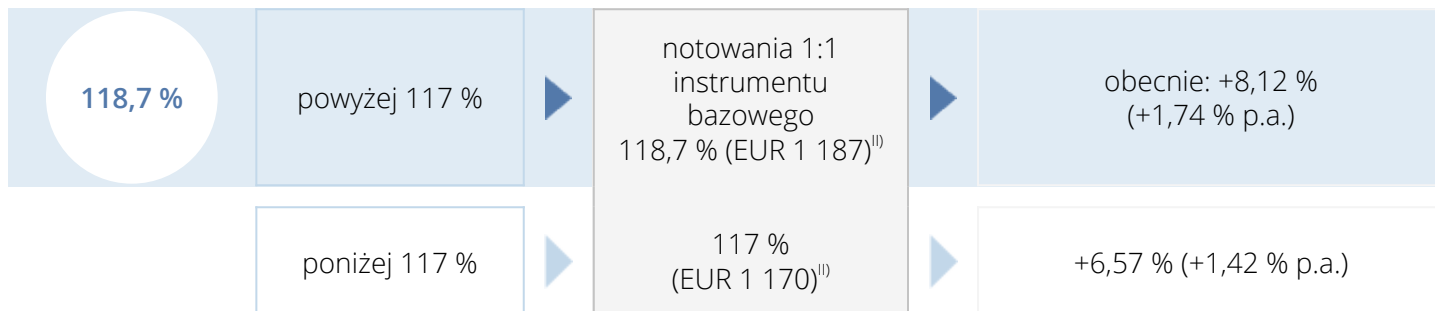 118,7 %
powyżej 117 %
notowania 1:1
instrumentu
bazowego
118,7 % (EUR 1 187)II)
obecnie: +8,12 %
(+1,74 % p.a.)
poniżej 117 %
117 %
(EUR 1 170)II)
+6,57 % (+1,42 % p.a.)